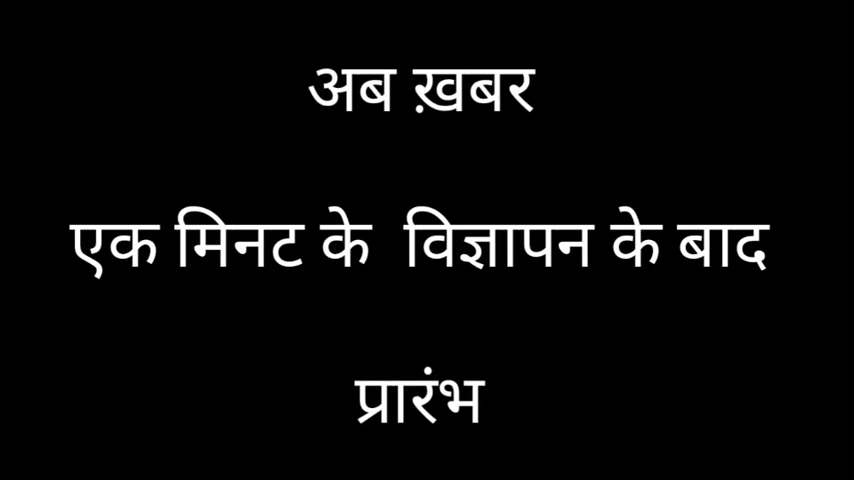 अब ख़बर
एक मिनट के विज्ञापन के बाद
प्रारंभ